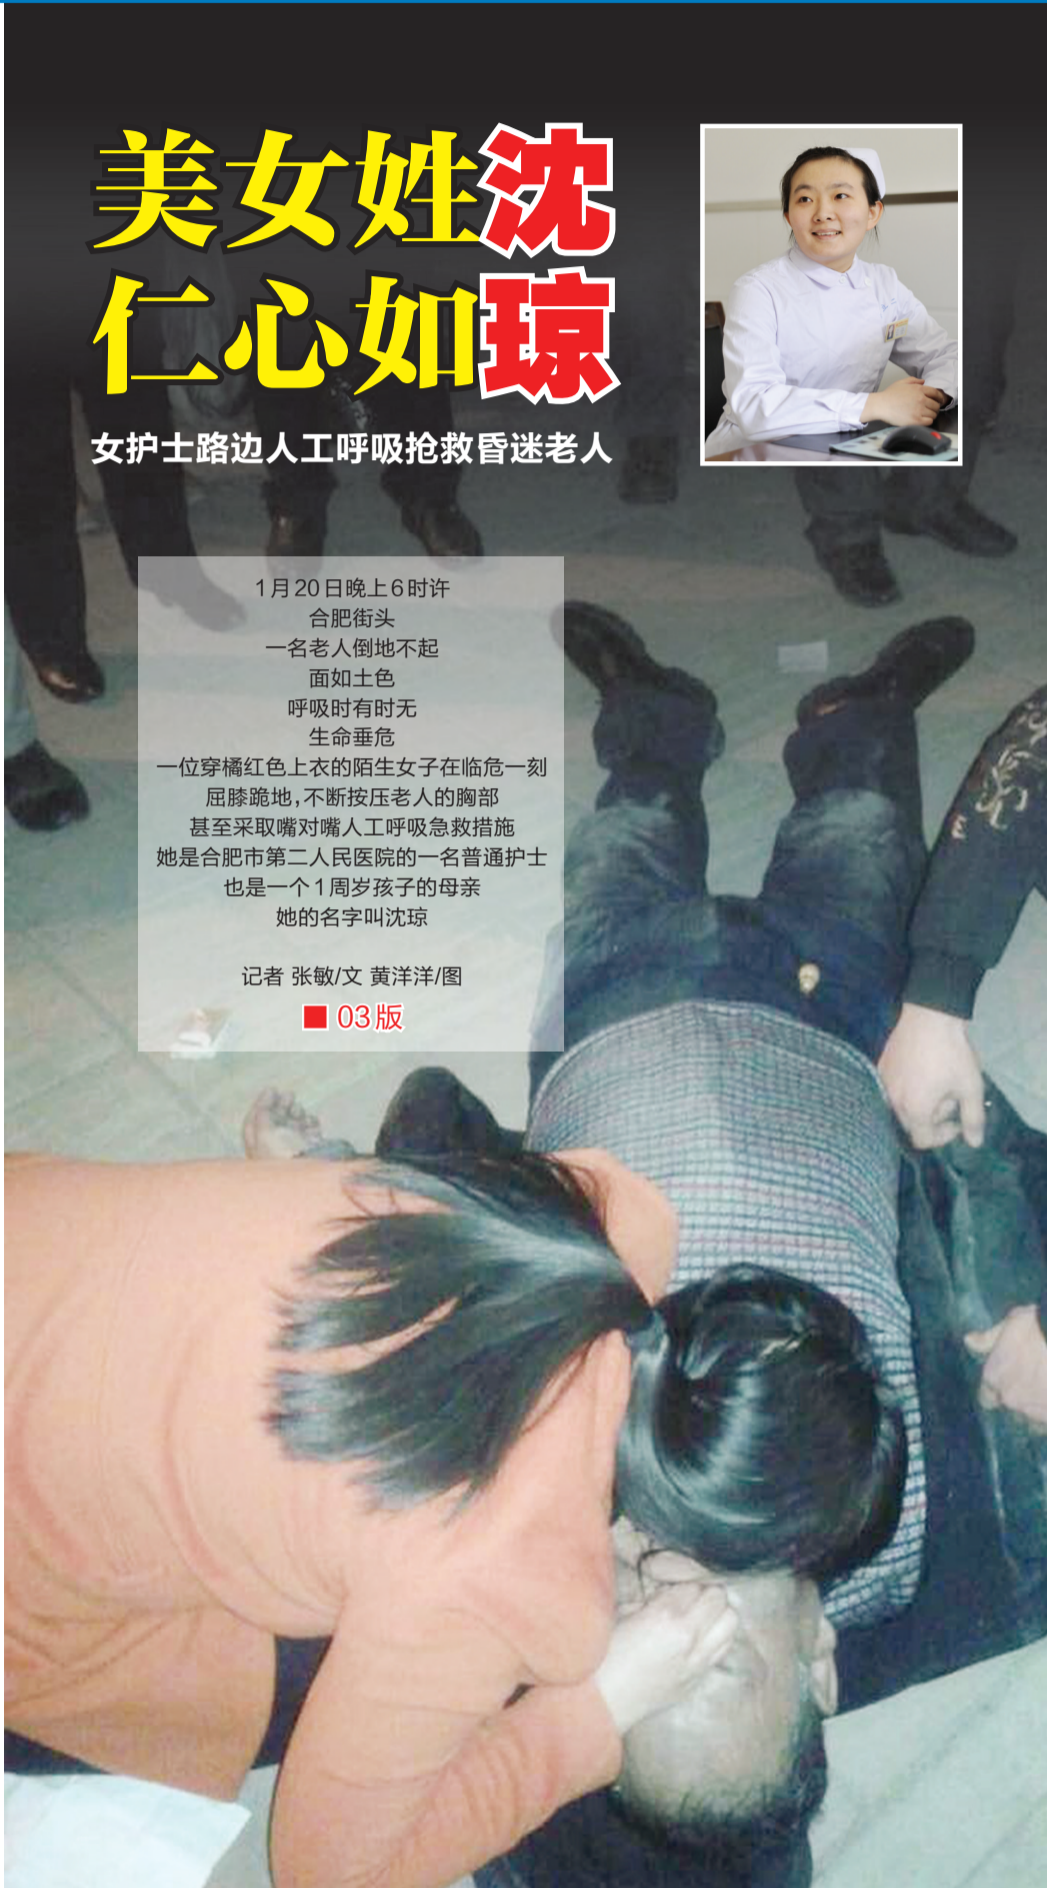 美女姓沈
仁心如琼
女护士路边人工呼吸抢救昏迷老人
1月20日晚上6时许
合肥街头
一名老人倒地不起
面如土色
呼吸时有时无
生命垂危
一位穿橘红色上衣的陌生女子在临危一刻
屈膝跪地,不断按压老人的胸部
甚至采取嘴对嘴人工呼吸急救措施
她是合肥市第二人民医院的一名普通护士
也是一个1周岁孩子的母亲
她的名字叫沈琼
记者 张敏/文 黄洋洋/图
■ 03版